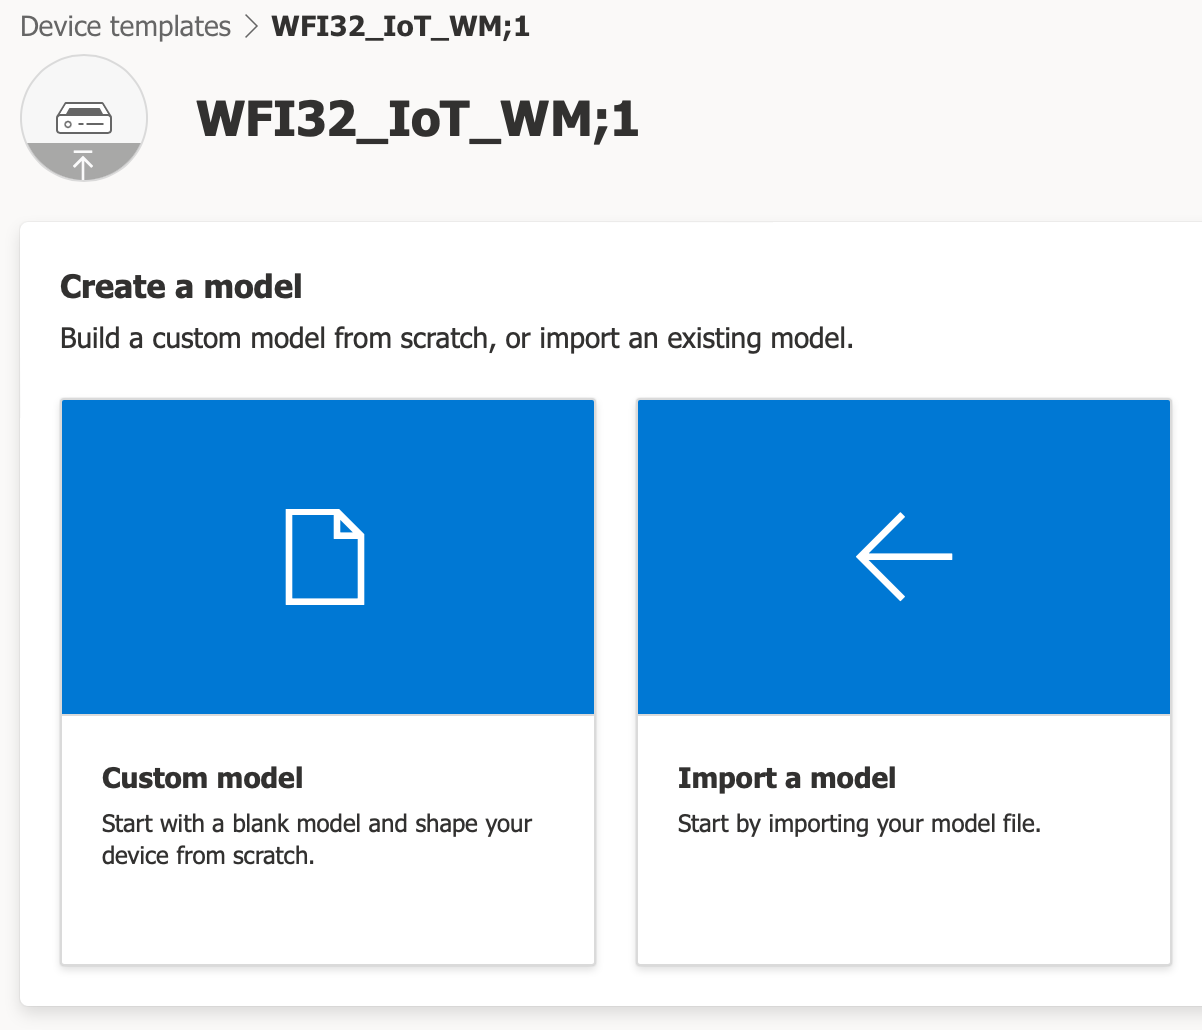 Device templates > WFI32_IoT_WM;1
WFI32_IoT_WM;1
Create a model
Build a custom model from scratch, or import an existing model.
Custom model
Start with a blank model and shape your
device from scratch.
Import a model
Start by importing your model file.